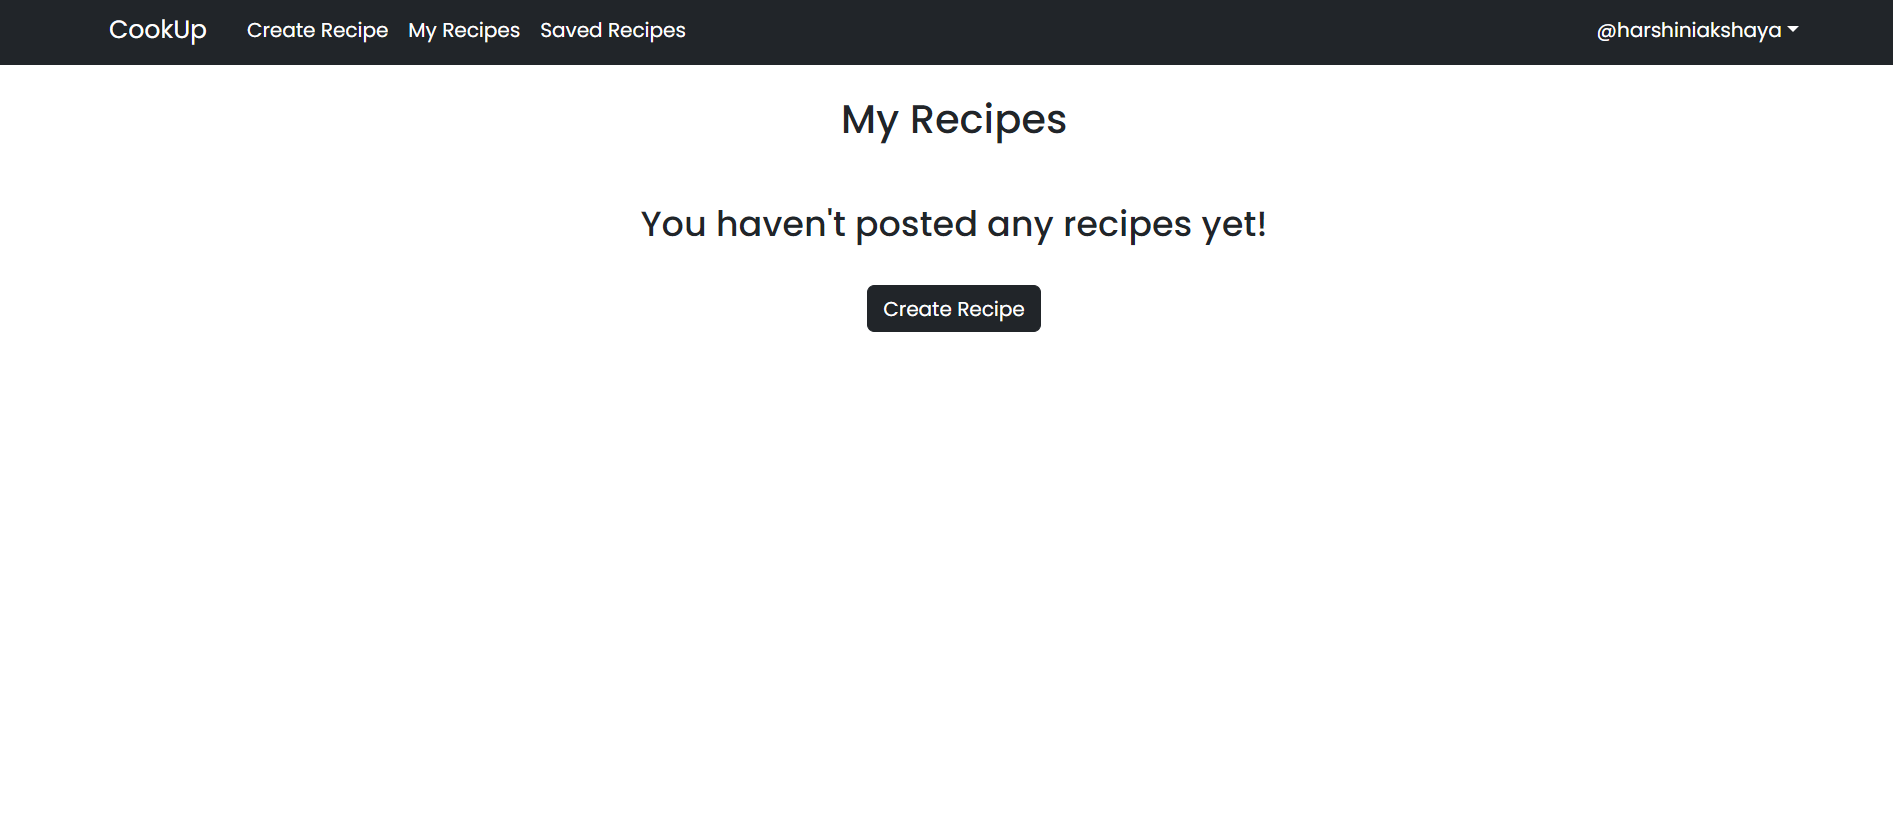 CookUp Create Recipe My Recipes Saved Recipes @harshiniakshaya
My Recipes
You haven't posted any recipes yet!
Create Recipe